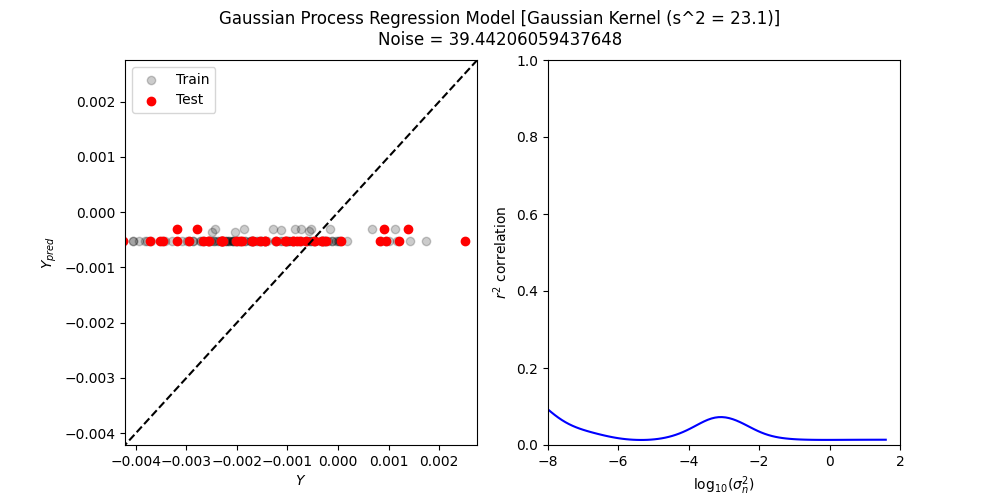 Gaussian Process Regression Model [Gaussian Kernel (s^2 = 23.1)]
Noise = 39.44206059437648
Train
Test
0.002
0.001
0.000
−0.001
−0.002
−0.003
−0.004
Y_{pred}
−0.004 −0.003 −0.002 −0.001 0.000 0.001 0.002
Y
1.0
0.8
0.6
0.4
0.2
0.0
r² correlation
−8 −6 −4 −2 0 2
log₁₀(σ_n²)